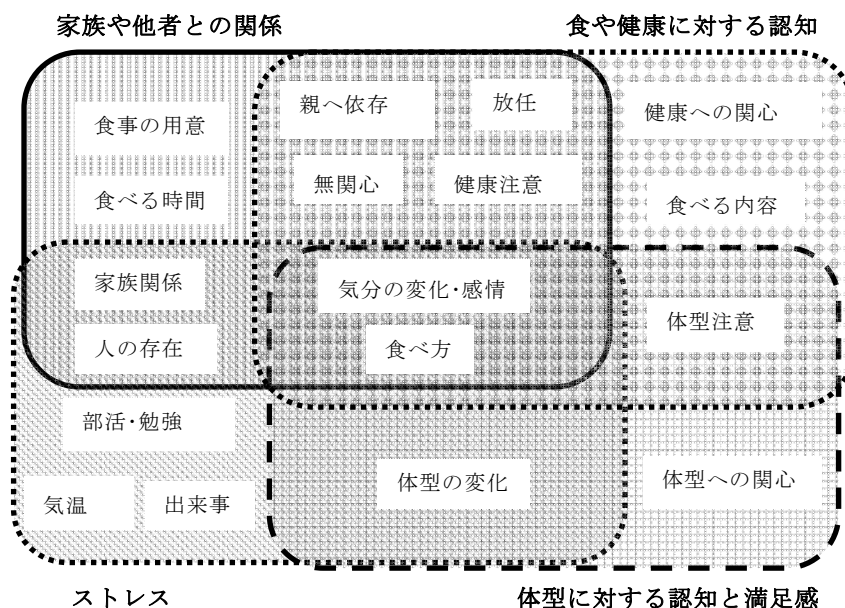 家族や他者との関係
食や健康に対する認知
親へ依存
放任
健康への関心
食事の用意
無関心
健康注意
食べる時間
食べる内容
家族関係
気分の変化・感情
体型注意
人の存在
食べ方
部活・勉強
体型の変化
体型への関心
気温
出来事
ストレス
体型に対する認知と満足感